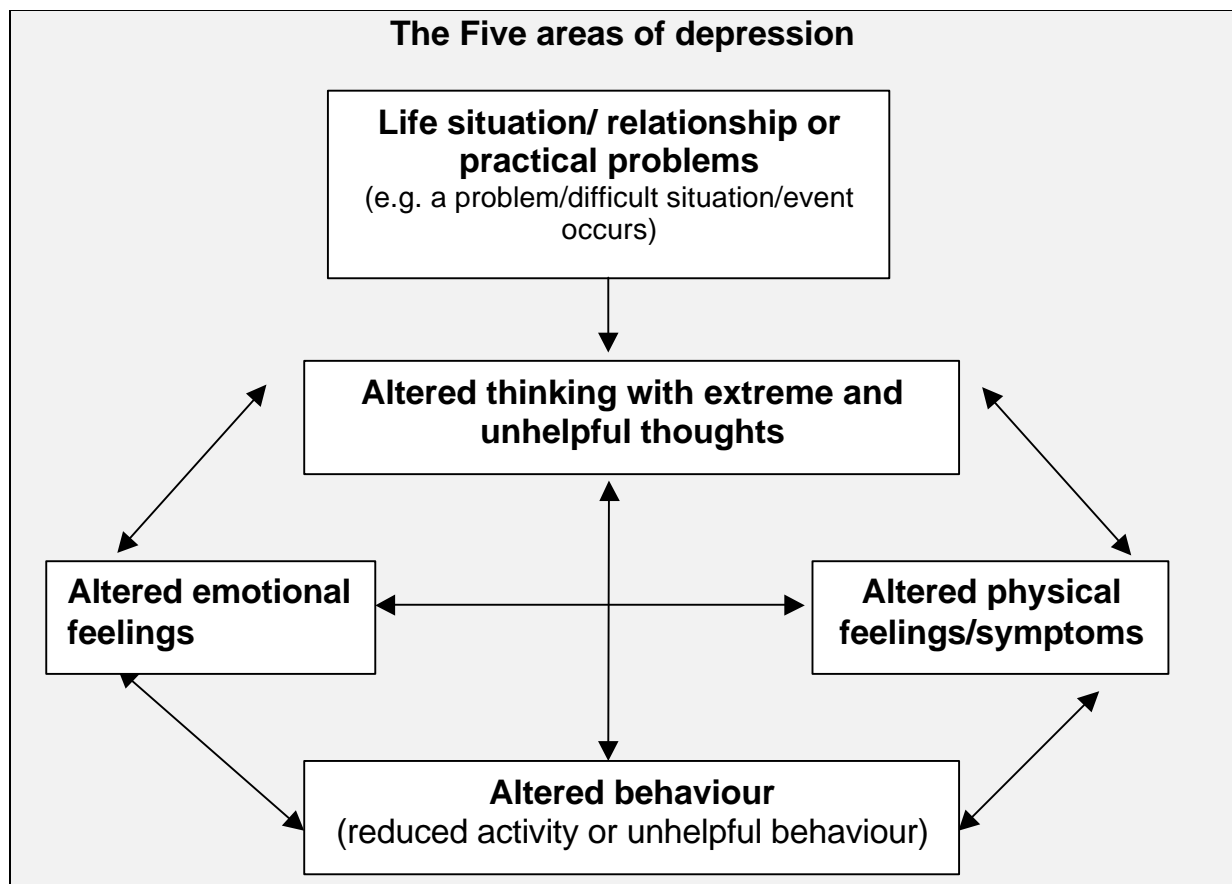 The Five areas of depression
Life situation/ relationship or
practical problems
(e.g. a problem/difficult situation/event
occurs)
Altered thinking with extreme and
unhelpful thoughts
Altered emotional
feelings
Altered physical
feelings/symptoms
Altered behaviour
(reduced activity or unhelpful behaviour)